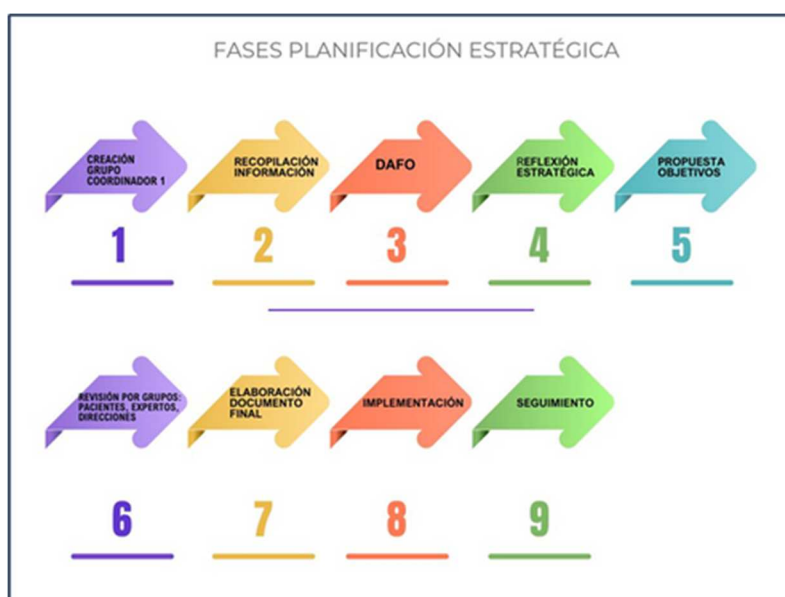 FASES PLANIFICACIÓN ESTRATÉGICA
CREACIÓN
GRUPO
COORDINADOR 1
RECOPILACIÓN
INFORMACIÓN
DAFO
REFLEXIÓN
ESTRATÉGICA
PROPUESTA
OBJETIVOS
1
2
3
4
5
REVISIÓN POR GRUPOS:
PACIENTES, EXPERTOS,
DIRECCIONES
ELABORACIÓN
DOCUMENTO
FINAL
IMPLEMENTACIÓN
SEGUIMIENTO
6
7
8
9